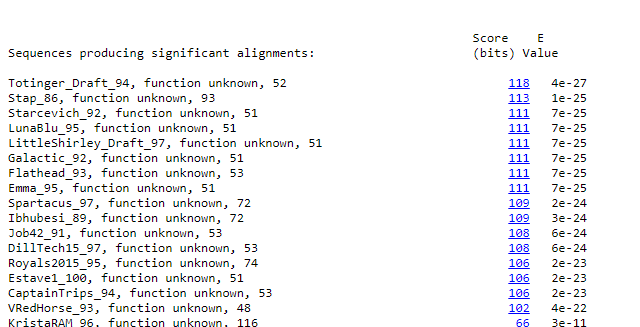 Score E
Sequences producing significant alignments: (bits) Value
Totinger_Draft_94, function unknown, 52 118 4e-27
Stap_86, function unknown, 93 113 1e-25
Starcevich_92, function unknown, 51 111 7e-25
LunaBlu_95, function unknown, 51 111 7e-25
LittleShirley_Draft_97, function unknown, 51 111 7e-25
Galactic_92, function unknown, 51 111 7e-25
Flathead_93, function unknown, 53 111 7e-25
Emma_95, function unknown, 51 111 7e-25
Spartacus_97, function unknown, 72 109 2e-24
Ibhubesi_89, function unknown, 72 109 3e-24
Job42_91, function unknown, 53 108 6e-24
DillTech15_97, function unknown, 53 108 6e-24
Royals2015_95, function unknown, 74 106 2e-23
Estave1_100, function unknown, 51 106 2e-23
CaptainTrips_94, function unknown, 53 106 2e-23
VRedHorse_93, function unknown, 48 102 4e-22
KristaRAM_96, function unknown, 116 66 3e-11